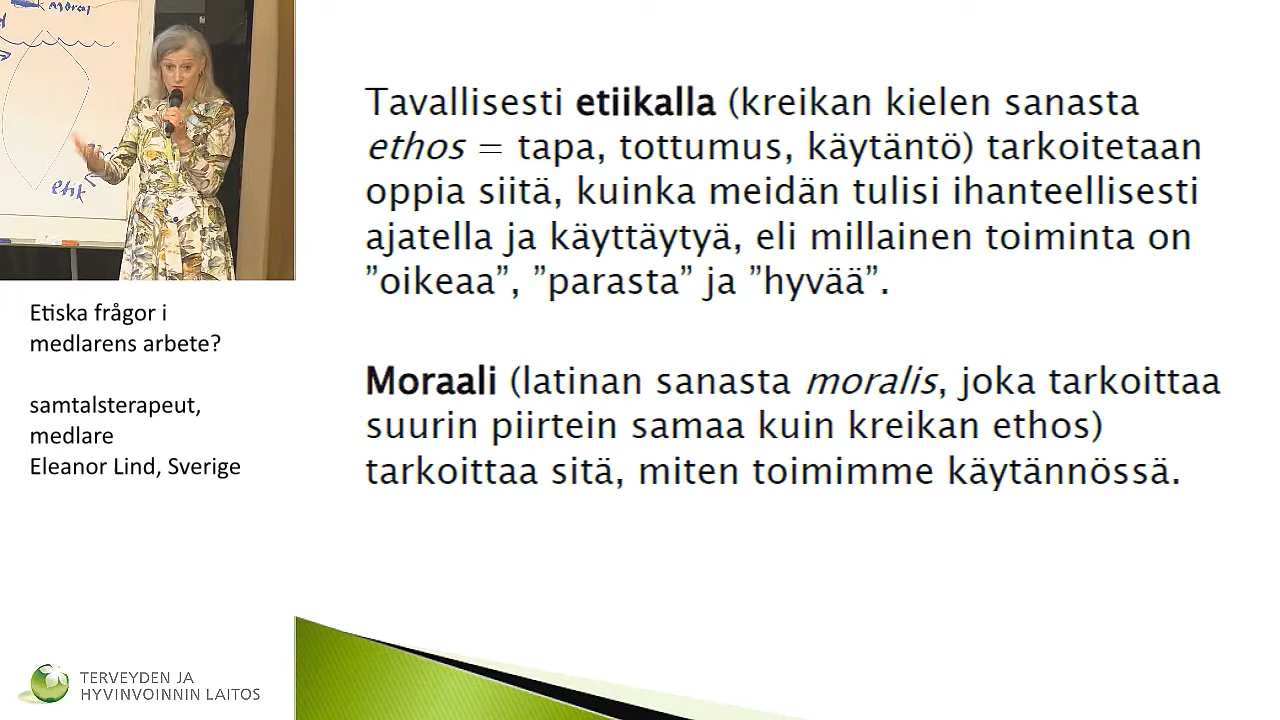 moral
etik
Etiska frågor i
medlarens arbete?
samtalsterapeut,
medlare
Eleanor Lind, Sverige
TERVEYDEN JA
HYVINVOINNIN LAITOS
Tavallisesti etiikalla (kreikan kielen sanasta
ethos = tapa, tottumus, käytäntö) tarkoitetaan
oppia siitä, kuinka meidän tulisi ihanteellisesti
ajatella ja käyttäytyä, eli millainen toiminta on
”oikeaa”, ”parasta” ja ”hyvää”.
Moraali (latinan sanasta moralis, joka tarkoittaa
suurin piirtein samaa kuin kreikan ethos)
tarkoittaa sitä, miten toimimme käytännössä.